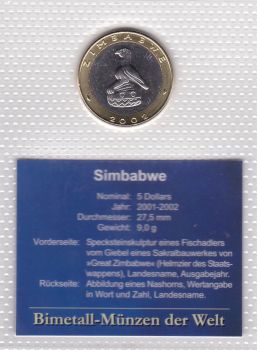 ZIMBABWE
2002
Simbabwe
Nominal: 5 Dollars
Jahr: 2001-2002
Durchmesser: 27,5 mm
Gewicht: 9,0 g
Vorderseite: Specksteinskulptur eines Fischadlers
vom Giebel eines Sakralbauwerkes von
»Great Zimbabwe« (Helmzier des Staats-
wappens), Landesname, Ausgabejahr.
Rückseite: Abbildung eines Nashorns, Wertangabe
in Wort und Zahl, Landesname.
Bimetall-Münzen der Welt